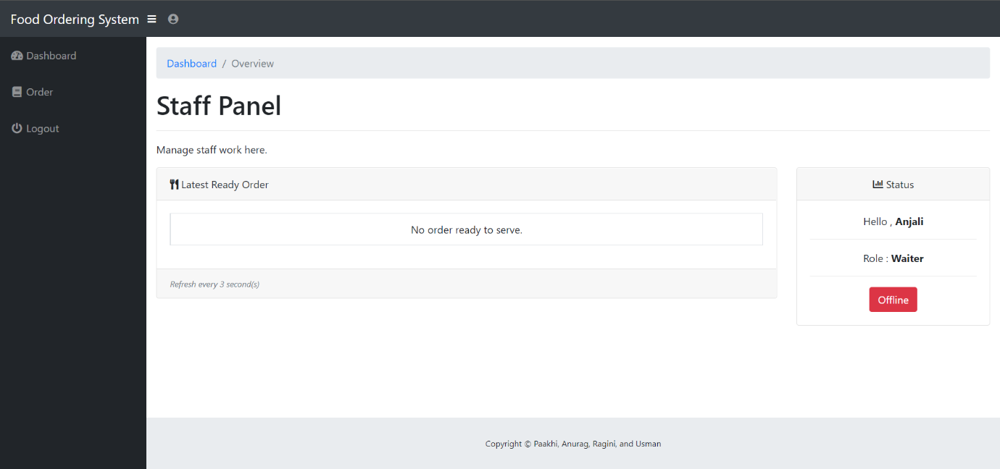 Food Ordering System
Dashboard
Order
Logout
Dashboard / Overview
Staff Panel
Manage staff work here.
Latest Ready Order
No order ready to serve.
Refresh every 3 second(s)
Status
Hello , Anjali
Role : Waiter
Offline
Copyright © Paakhi, Anurag, Ragini, and Usman